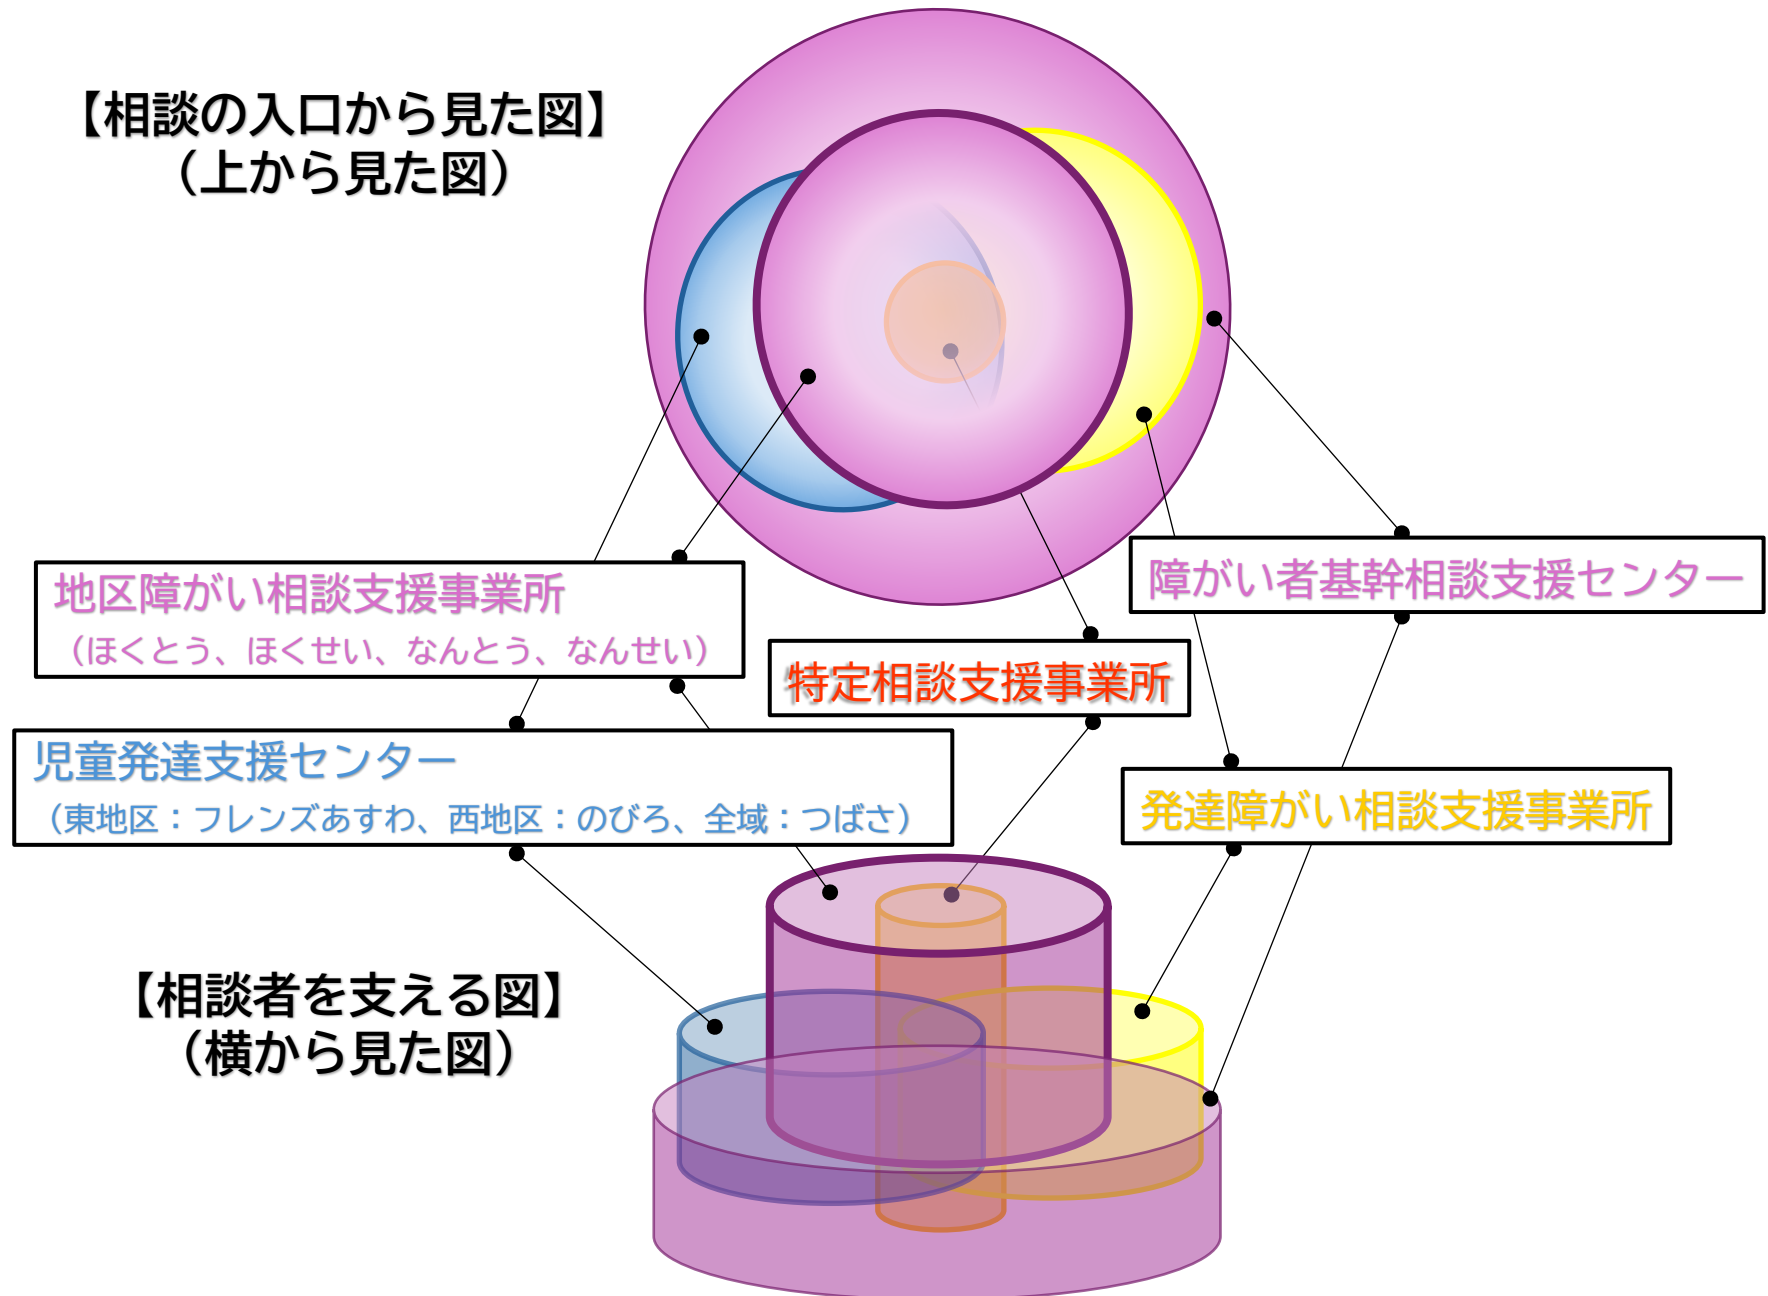 【相談の入口から見た図】
（上から見た図）
地区障がい相談支援事業所
（ほくとう、ほくせい、なんとう、なんせい）
障がい者基幹相談支援センター
特定相談支援事業所
児童発達支援センター
（東地区：フレンズあすわ、西地区：のびろ、全域：つばさ）
発達障がい相談支援事業所
【相談者を支える図】
（横から見た図）